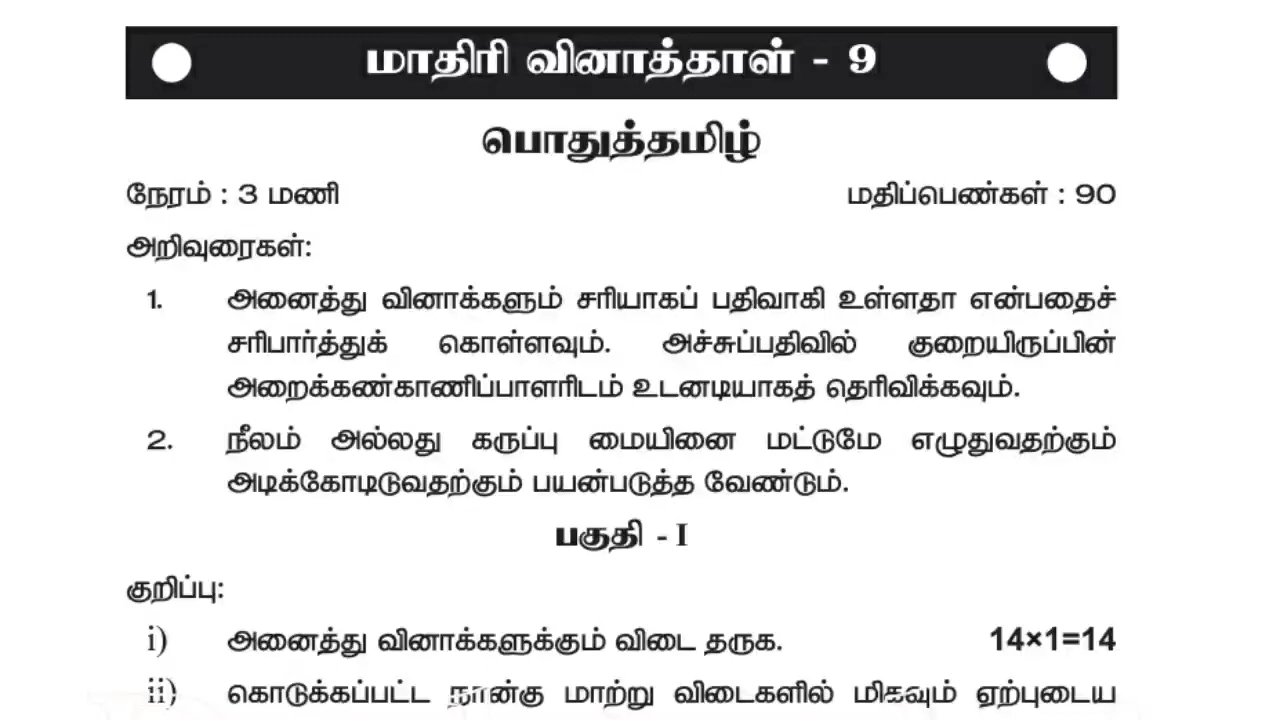 மாதிரி வினாத்தாள் - 9
பொதுத்தமிழ்
நேரம் : 3 மணி மதிப்பெண்கள் : 90
அறிவுரைகள்:
1. அனைத்து வினாக்களும் சரியாகப் பதிவாகி உள்ளதா என்பதைச்
சரிபார்த்துக் கொள்ளவும். அச்சுப்பதிவில் குறையிருப்பின்
அறைக்கண்காணிப்பாளரிடம் உடனடியாகத் தெரிவிக்கவும்.
2. நீலம் அல்லது கருப்பு மையினை மட்டுமே எழுதுவதற்கும்
அடிக்கோடிடுவதற்கும் பயன்படுத்த வேண்டும்.
பகுதி - I
குறிப்பு:
i) அனைத்து வினாக்களுக்கும் விடை தருக. 14×1=14
ii) கொடுக்கப்பட்ட நான்கு மாற்று விடைகளில் மிகவும் ஏற்புடைய